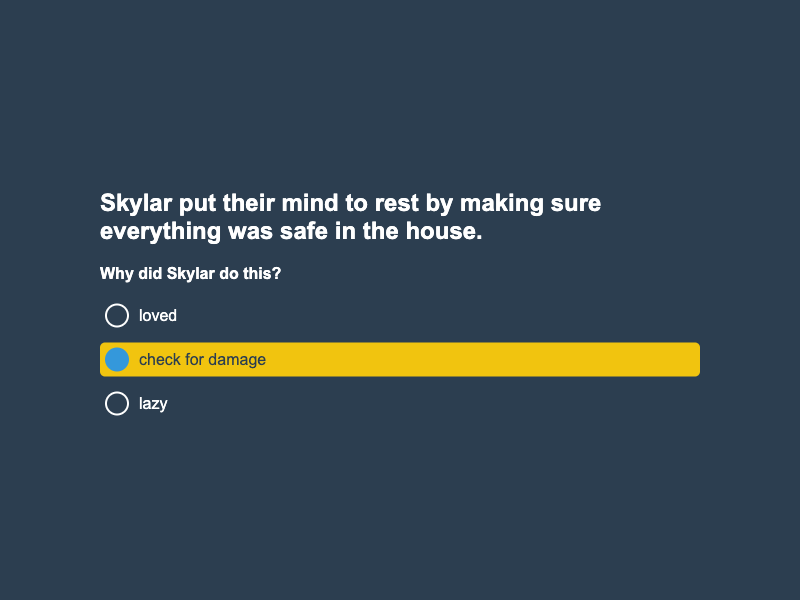 Skylar put their mind to rest by making sure
everything was safe in the house.
Why did Skylar do this?
loved
check for damage
lazy